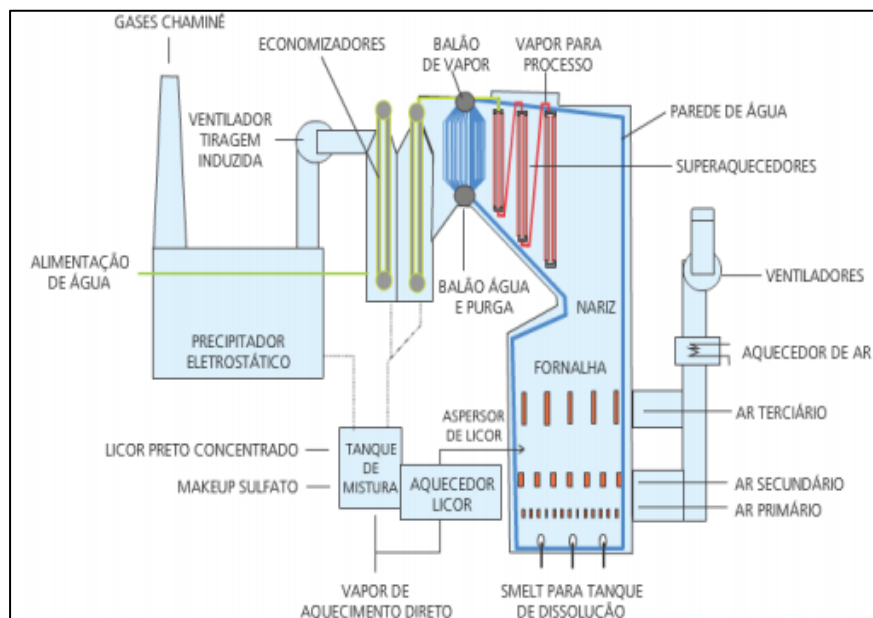 GASES CHAMINÊ
ECONOMIZADORES
BALÃO
DE VAPOR
VAPOR PARA
PROCESSO
VENTILADOR
TIRAGEM
INDUZIDA
PAREDE DE ÁGUA
SUPERAQUECEDORES
ALIMENTAÇÃO
DE ÁGUA
BALÃO ÁGUA
E PURGA
VENTILADORES
NARIZ
PRECIPITADOR
ELETROSTÁTICO
AQUECEDOR DE AR
FORNALHA
ASPERSOR
DE LICOR
AR TERCIÁRIO
LICOR PRETO CONCENTRADO
TANQUE
DE
MISTURA
MAKEUP SULFATO
AQUECEDOR
LICOR
AR SECUNDÁRIO
AR PRIMÁRIO
VAPOR DE
AQUECIMENTO DIRETO
SMELT PARA TANQUE
DE DISSOLUCÃO